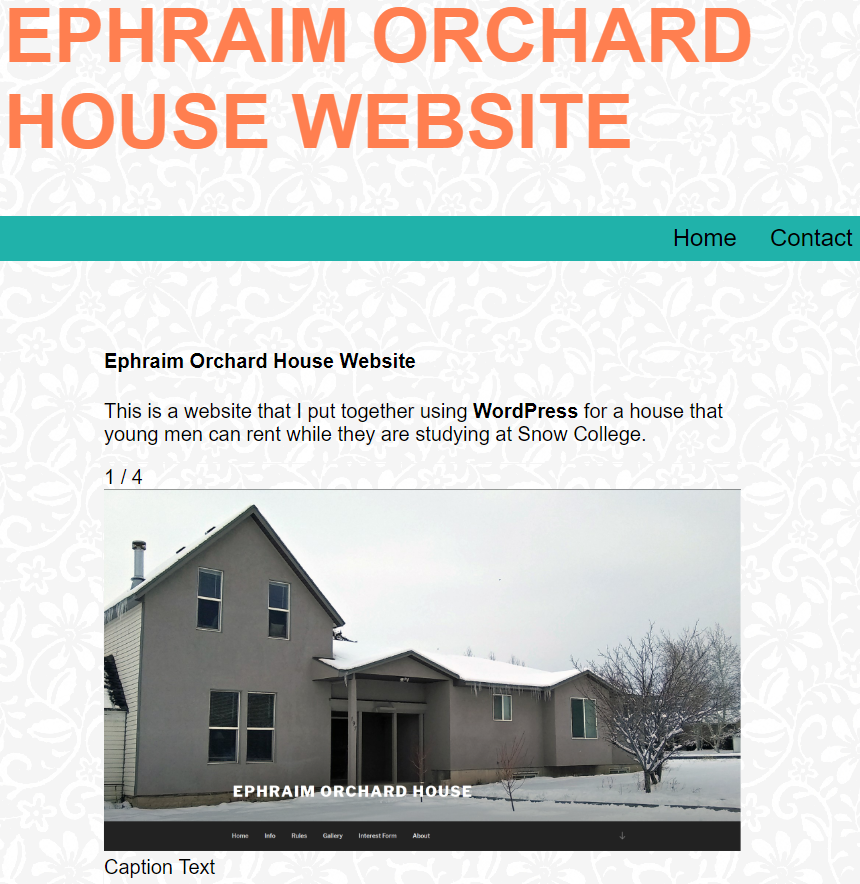 EPHRAIM ORCHARD
HOUSE WEBSITE
Home Contact
Ephraim Orchard House Website
This is a website that I put together using WordPress for a house that
young men can rent while they are studying at Snow College.
1 / 4
EPHRAIM ORCHARD HOUSE
Home Info Rules Gallery Interest Form About
Caption Text